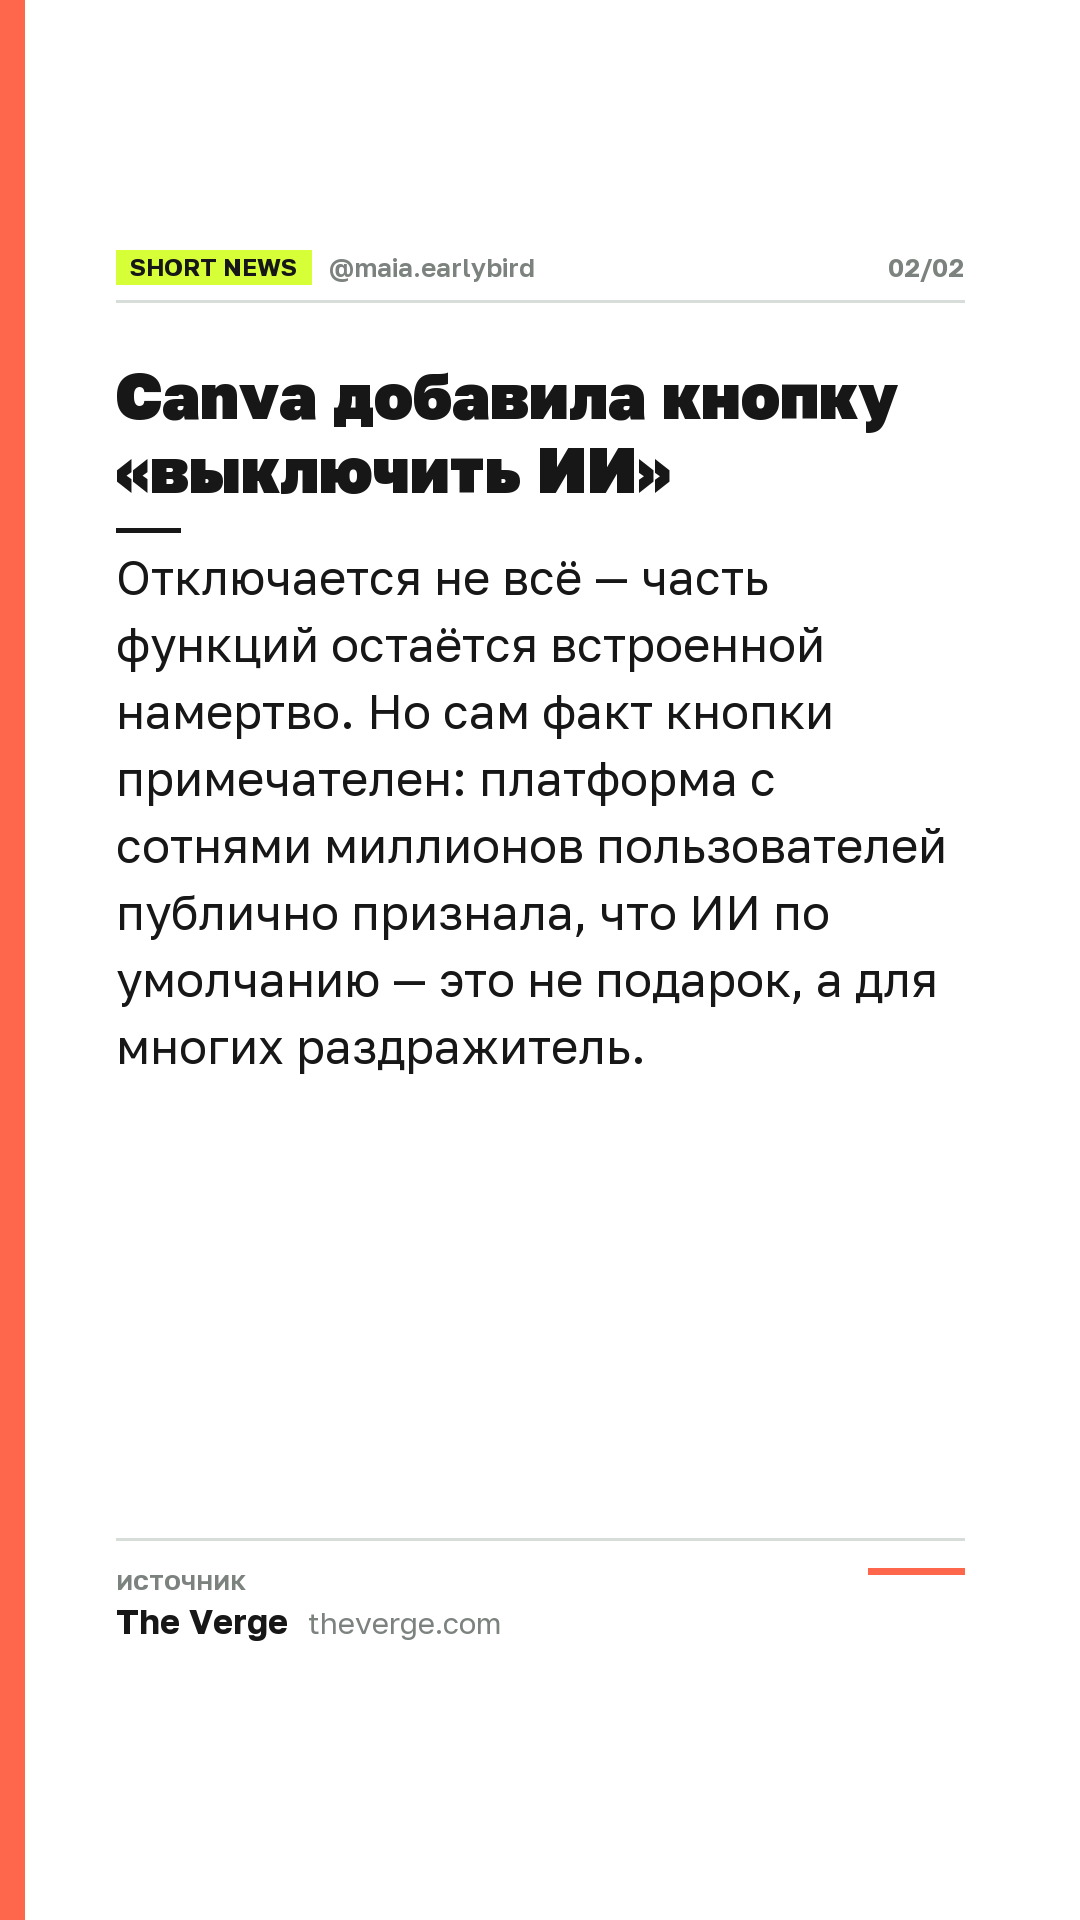 SHORT NEWS @maia.earlybird 02/02
Canva добавила кнопку
«выключить ИИ»
Отключается не всё — часть
функций остаётся встроенной
намертво. Но сам факт кнопки
примечателен: платформа с
сотнями миллионов пользователей
публично признала, что ИИ по
умолчанию — это не подарок, а для
многих раздражитель.
источник
The Verge theverge.com